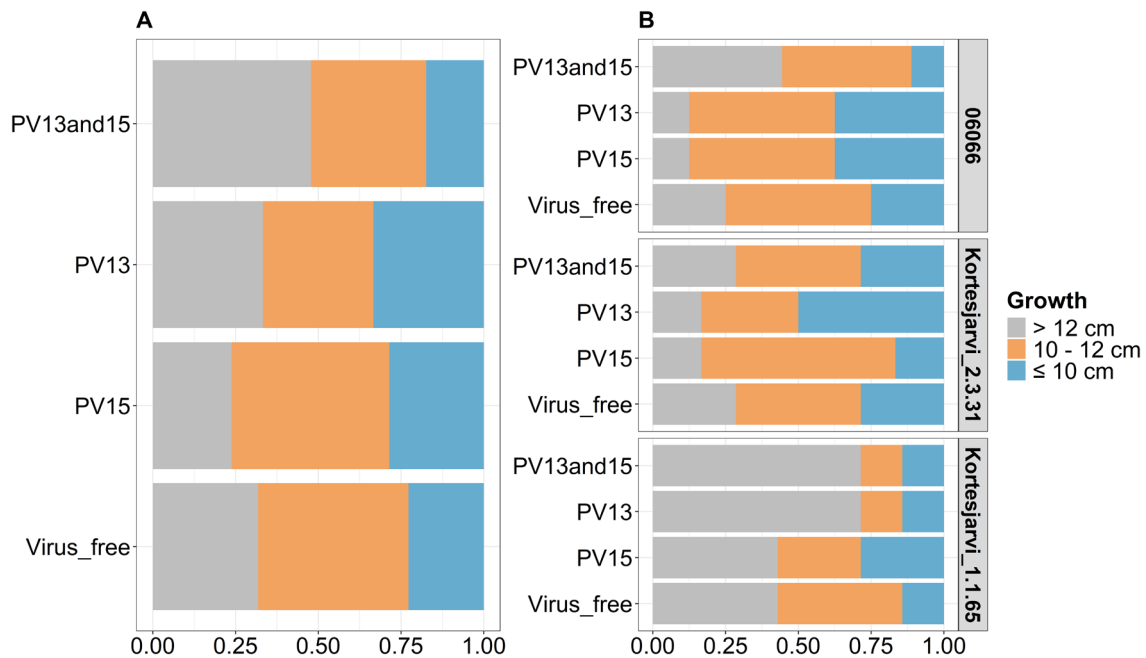 A
PV13and15
PV13
PV15
Virus_free
0.00 0.25 0.50 0.75 1.00
B
PV13and15
PV13
PV15
Virus_free
06066
PV13and15
PV13
PV15
Virus_free
Kortesjarvi_2.3.31
PV13and15
PV13
PV15
Virus_free
Kortesjarvi_1.1.65
0.00 0.25 0.50 0.75 1.00
Growth
> 12 cm
10 - 12 cm
≤ 10 cm